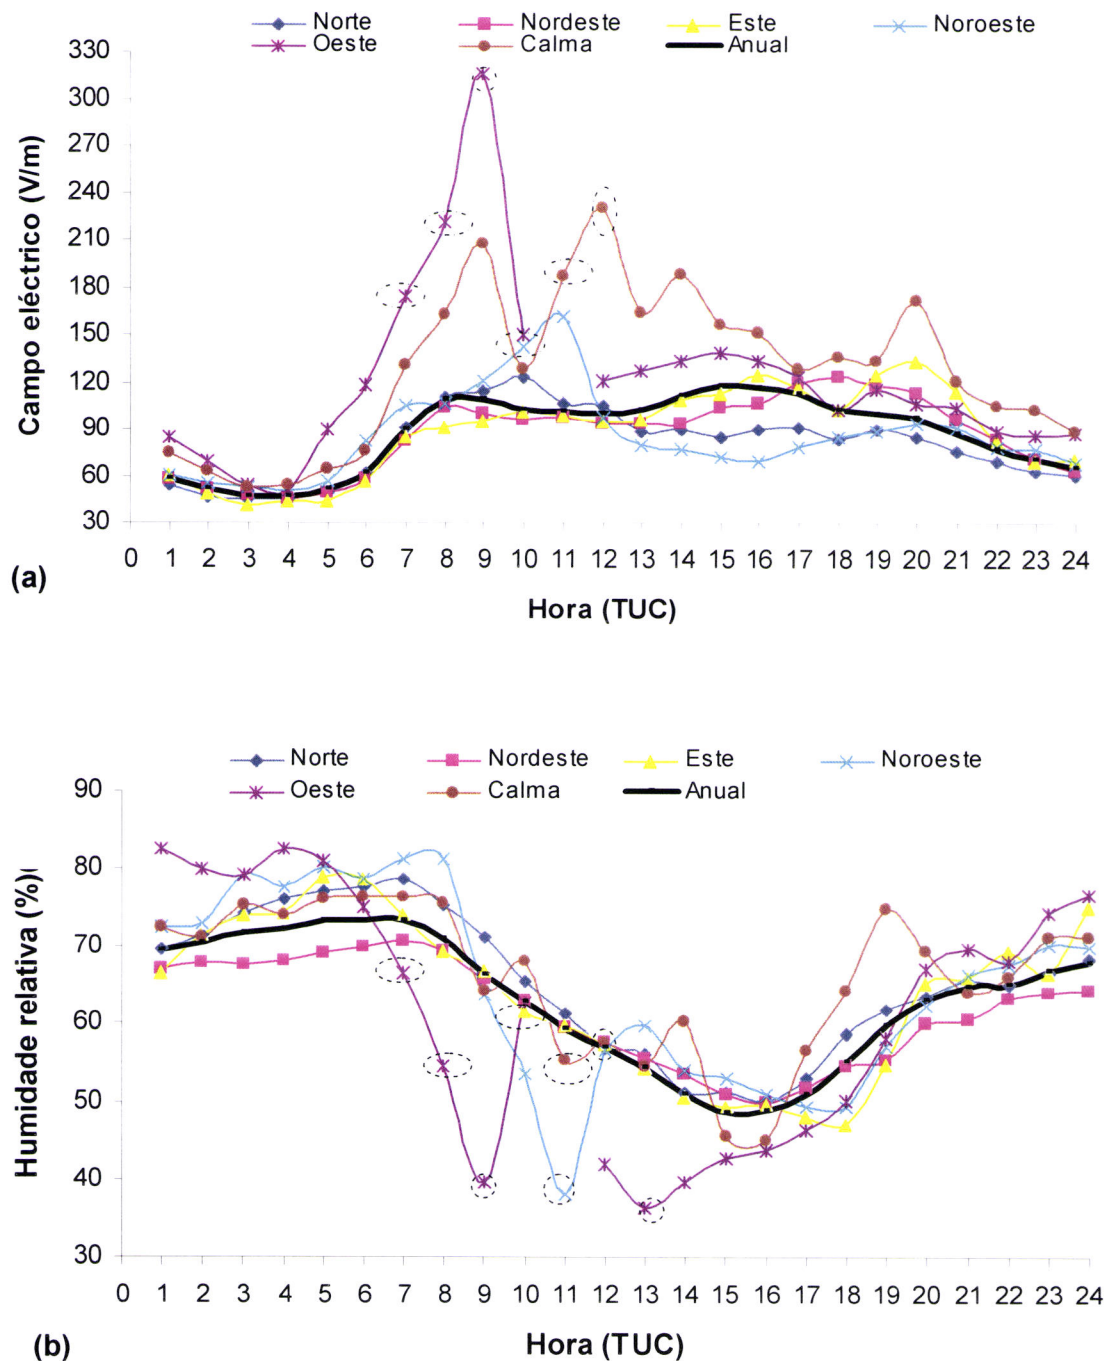 Norte Nordeste Este Noroeste
Oeste Calma Anual
330
300
270
240
210
180
150
120
90
60
30
Campo eléctrico (V/m)
0 1 2 3 4 5 6 7 8 9 10 11 12 13 14 15 16 17 18 19 20 21 22 23 24
(a)
Hora (TUC)
Norte Nordeste Este Noroeste
Oeste Calma Anual
90
80
70
60
50
40
30
Humidade relativa (%)
0 1 2 3 4 5 6 7 8 9 10 11 12 13 14 15 16 17 18 19 20 21 22 23 24
(b)
Hora (TUC)